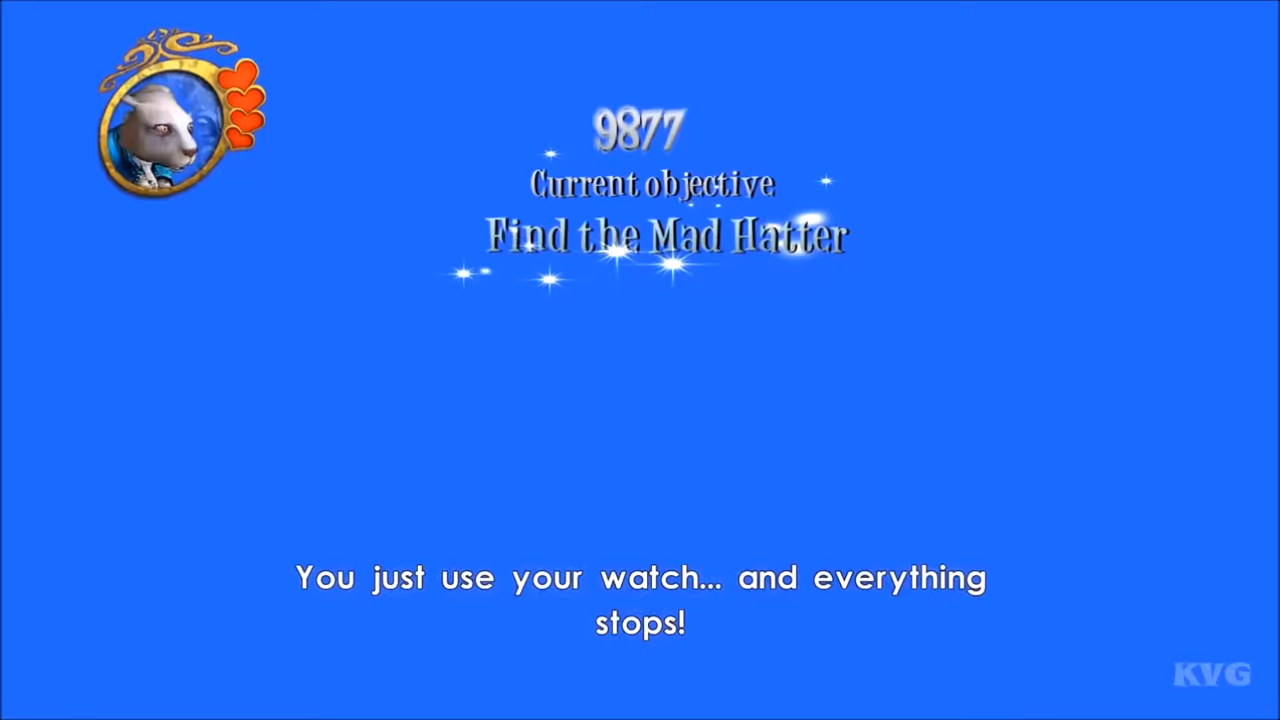 9877
Current objective
Find the Mad Hatter
You just use your watch... and everything
stops!
KVG